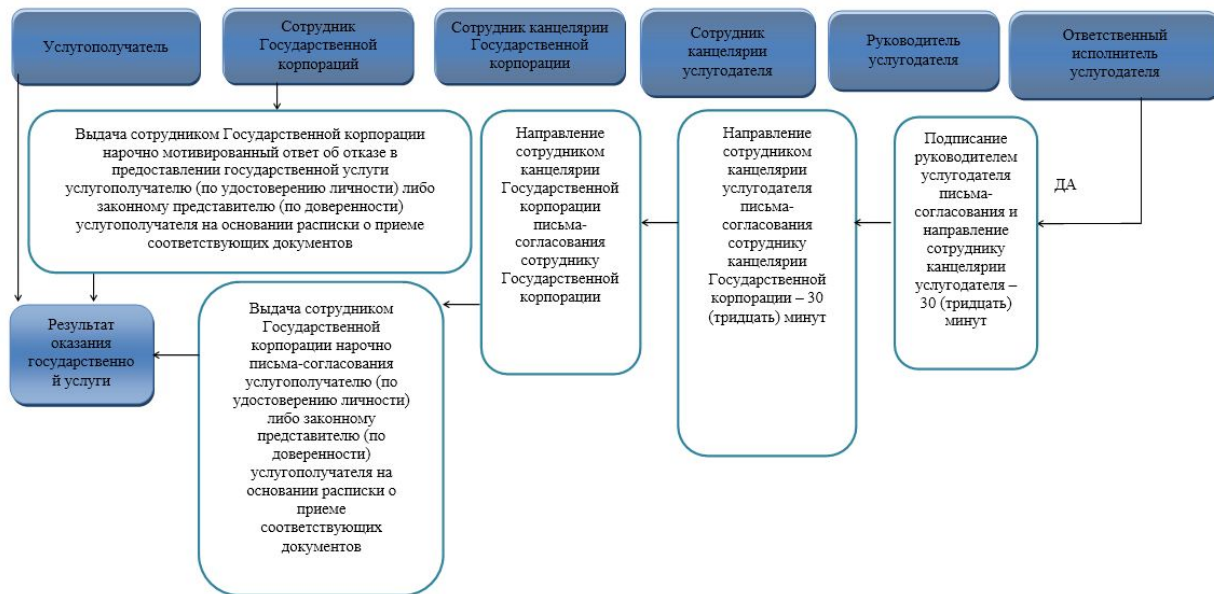 Услугополучатель
Сотрудник
Государственной
корпораций
Сотрудник канцелярии
Государственной
корпорации
Сотрудник
канцелярии
услугодателя
Руководитель
услугодателя
Ответственный
исполнитель
услугодателя
Выдача сотрудником Государственной корпорации
нарочно мотивированный ответ об отказе в
предоставлении государственной услуги
услугополучателю (по удостоверению личности) либо
законному представителю (по доверенности)
услугополучателя на основании расписки о приеме
соответствующих документов
Направление
сотрудником
канцелярии
Государственной
корпорации
письма-
согласования
сотруднику
Государственной
корпорации
Направление
сотрудником
канцелярии
услугодателя
письма-
согласования
сотруднику
канцелярии
Государственной
корпорации – 30
(тридцать) минут
Подписание
руководителем
услугодателя
письма-
согласования и
направление
сотруднику
канцелярии
услугодателя –
30 (тридцать)
минут
ДА
Результат
оказания
государственно
й услуги
Выдача сотрудником
Государственной
корпорации нарочно
письма-согласования
услугополучателю (по
удостоверению личности)
либо законному
представителю (по
доверенности)
услугополучателя на
основании расписки о
приеме
соответствующих
документов